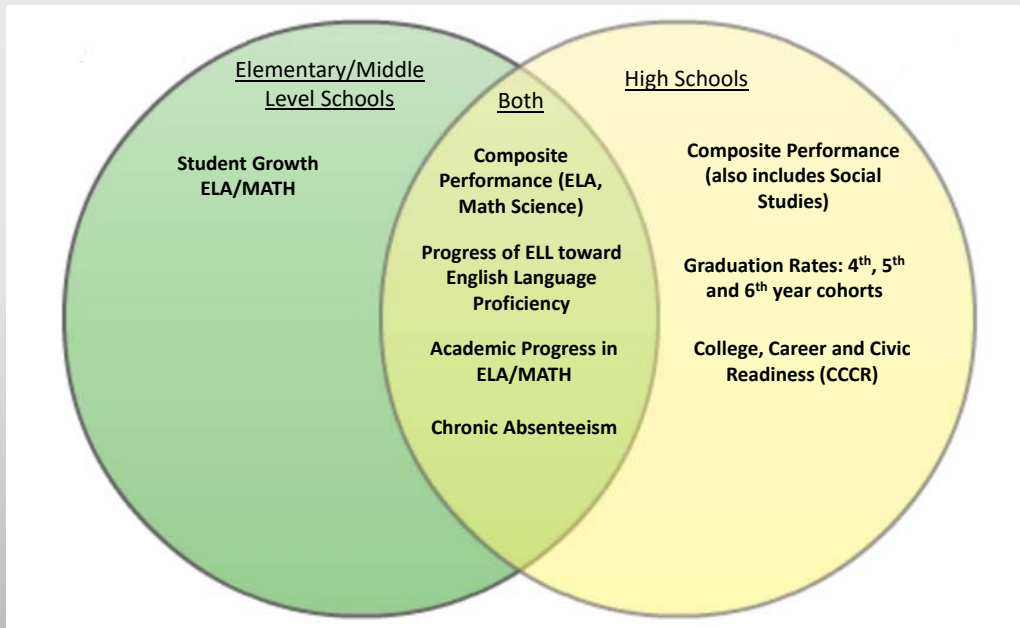 Elementary/Middle
Level Schools
Student Growth
ELA/MATH
Both
Composite
Performance (ELA,
Math Science)
Progress of ELL toward
English Language
Proficiency
Academic Progress in
ELA/MATH
Chronic Absenteeism
High Schools
Composite Performance
(also includes Social
Studies)
Graduation Rates: 4th, 5th
and 6th year cohorts
College, Career and Civic
Readiness (CCCR)